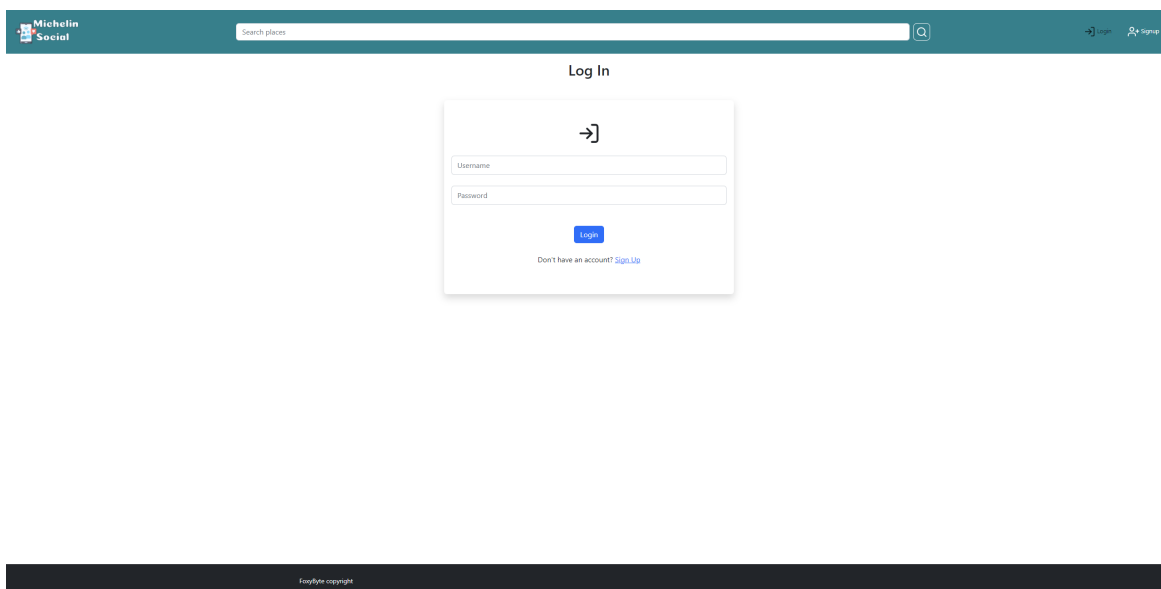 Michelin
Social
Search places
Login
Signup
Log In
Username
Password
Login
Don't have an account? Sign Up
FoxyByte copyright